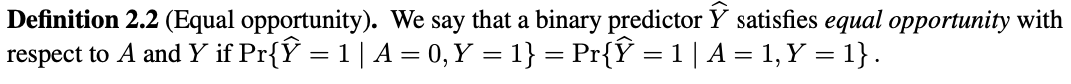 Definition 2.2 (Equal opportunity). We say that a binary predictor Ŷ satisfies equal opportunity with
respect to A and Y if Pr{Ŷ = 1 | A = 0, Y = 1} = Pr{Ŷ = 1 | A = 1, Y = 1} .